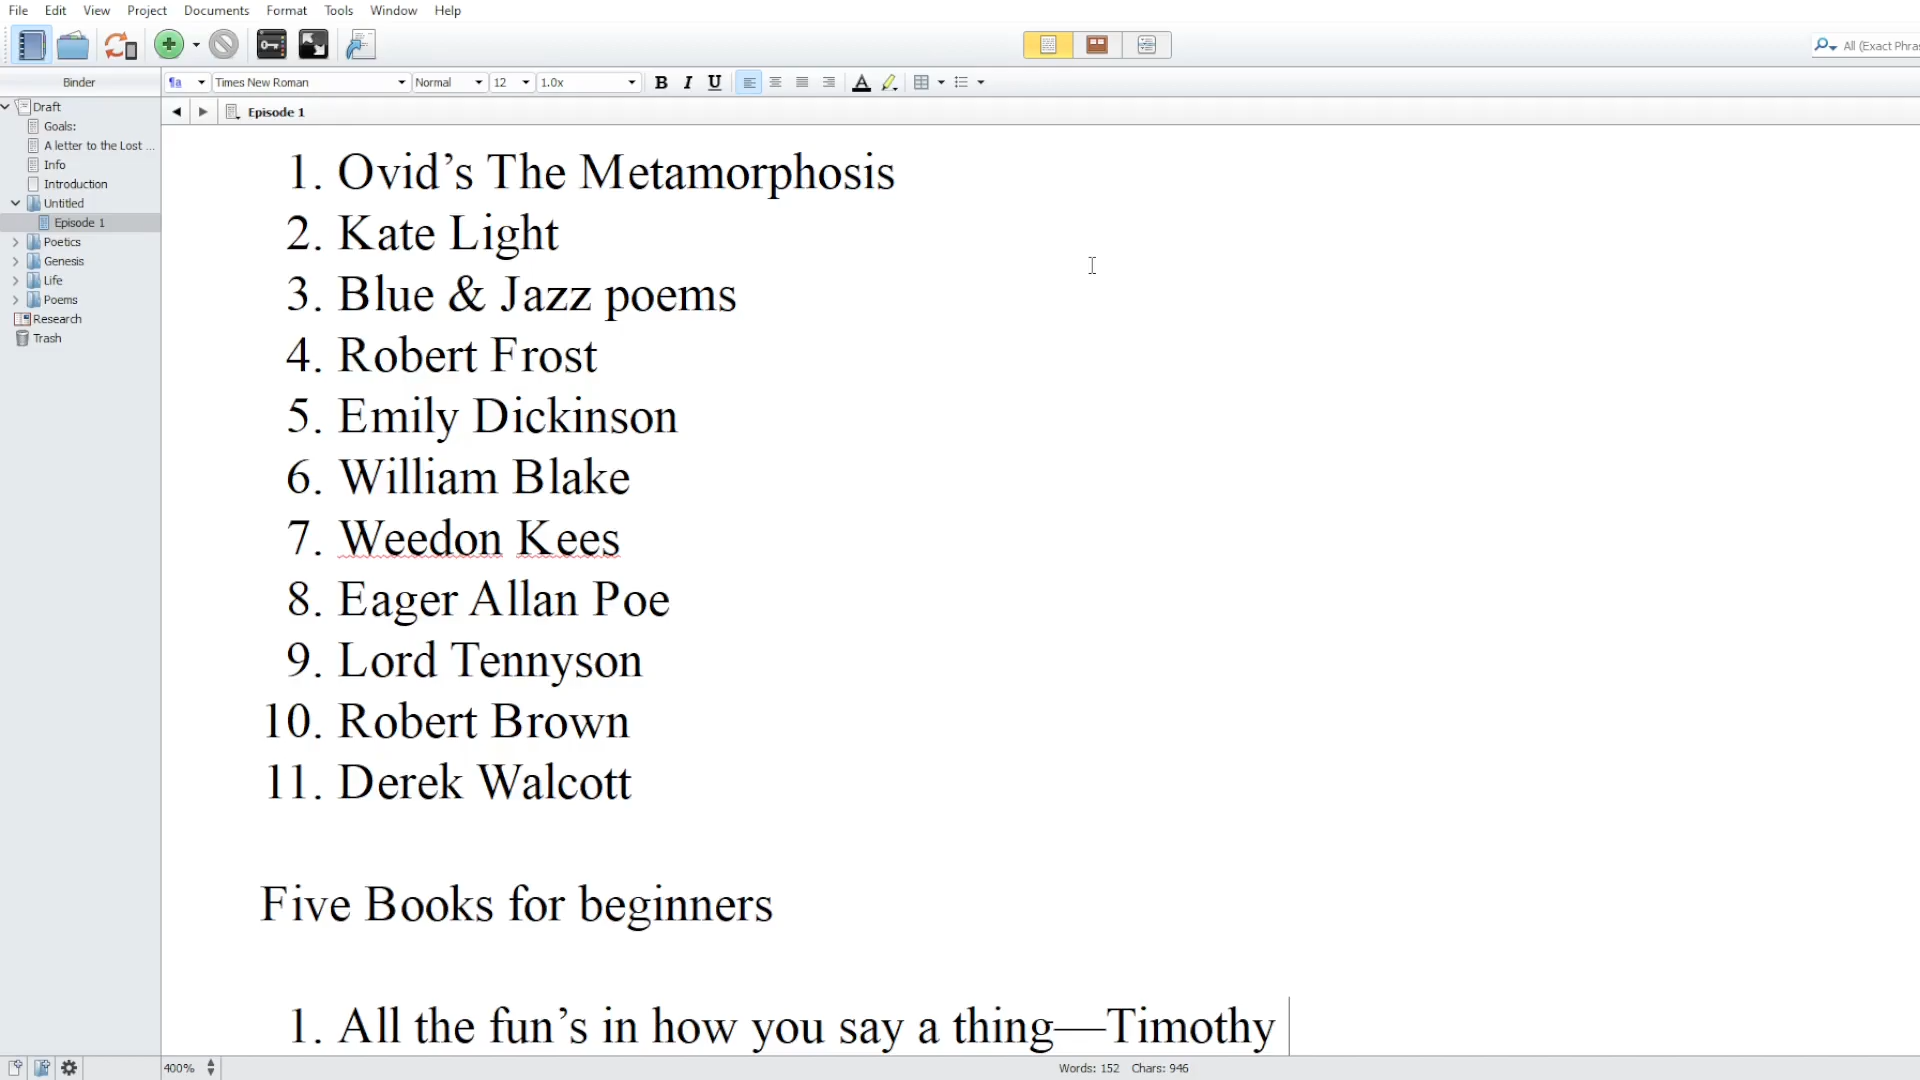 File Edit View Project Documents Format Tools Window Help
All (Exact Phras
Binder
Times New Roman Normal 12 1.0x B I U A
Draft
Goals:
A letter to the Lost ...
Info
Introduction
Untitled
Episode 1
Poetics
Genesis
Life
Poems
Research
Trash
Episode 1
1. Ovid’s The Metamorphosis
2. Kate Light
3. Blue & Jazz poems
4. Robert Frost
5. Emily Dickinson
6. William Blake
7. Weedon Kees
8. Eager Allan Poe
9. Lord Tennyson
10. Robert Brown
11. Derek Walcott
Five Books for beginners
1. All the fun’s in how you say a thing—Timothy
400% Words: 152 Chars: 946